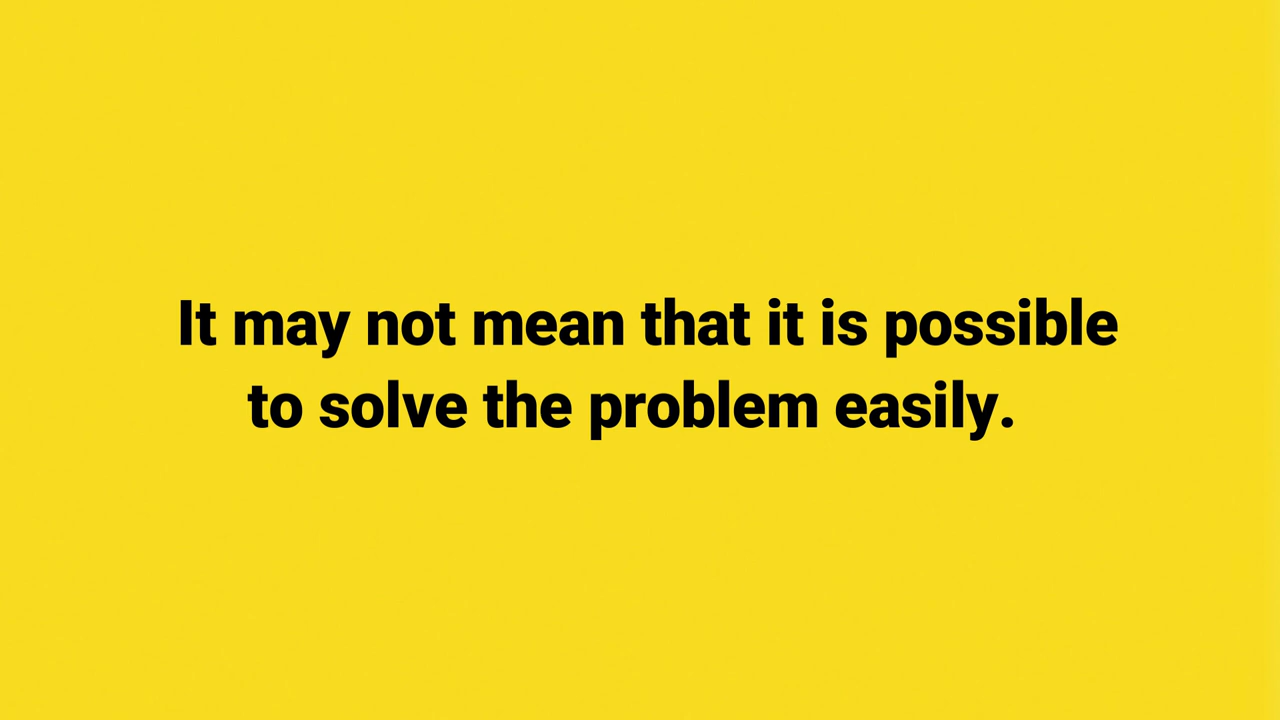 It may not mean that it is possible
to solve the problem easily.